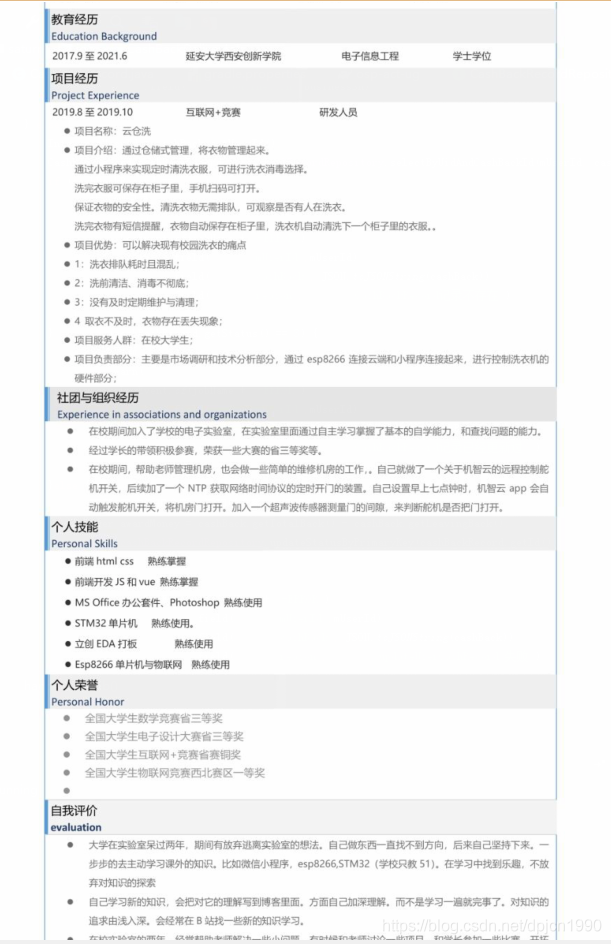 教育经历
Education Background
2017.9 至 2021.6 延安大学西安创新学院 电子信息工程 学士学位
项目经历
Project Experience
2019.8 至 2019.10 互联网+竞赛 研发人员
● 项目名称：云仓洗
● 项目介绍：通过仓储式管理，将衣物管理起来。
通过小程序来实现定时清洗衣服，可进行洗衣消毒选择。
洗完衣服可保存在柜子里，手机扫码可打开。
保证衣物的安全性。清洗衣物无需排队，可观察是否有人在洗衣。
洗完衣物有短信提醒，衣物自动保存在柜子里，洗衣机自动清洗下一个柜子里的衣服。。
● 项目优势：可以解决现有校园洗衣的痛点
● 1：洗衣排队耗时且混乱；
● 2：洗前清洁、消毒不彻底；
● 3：没有及时定期维护与清理；
● 4 取衣不及时，衣物存在丢失现象；
● 项目服务人群：在校大学生；
● 项目负责部分：主要是市场调研和技术分析部分，通过 esp8266 连接云端和小程序连接起来，进行控制洗衣机的
硬件部分；
社团与组织经历
Experience in associations and organizations
● 在校期间加入了学校的电子实验室，在实验室里面通过自主学习掌握了基本的自学能力，和查找问题的能力。
● 经过学长的带领积极参赛，荣获一些大赛的省三等奖等。
● 在校期间，帮助老师管理机房，也会做一些简单的维修机房的工作，。自己就做了一个关于机智云的远程控制舵
机开关，后续加了一个 NTP 获取网络时间协议的定时开门的装置。自己设置早上七点钟时，机智云 app 会自
动触发舵机开关，将机房门打开。加入一个超声波传感器测量门的间隙，来判断舵机是否把门打开。
个人技能
Personal Skills
● 前端 html css 熟练掌握
● 前端开发 JS 和 vue 熟练掌握
● MS Office 办公套件、Photoshop 熟练使用
● STM32 单片机 熟练使用。
● 立创 EDA 打板 熟练使用
● Esp8266 单片机与物联网 熟练使用
个人荣誉
Personal Honor
● 全国大学生数学竞赛省三等奖
● 全国大学生电子设计大赛省三等奖
● 全国大学生互联网+竞赛省赛铜奖
● 全国大学生物联网竞赛西北赛区一等奖
●
自我评价
evaluation
● 大学在实验室呆过两年，期间有放弃逃离实验室的想法。自己做东西一直找不到方向，后来自己坚持下来。一
步步的去主动学习课外的知识。比如微信小程序，esp8266,STM32（学校只教 51）。在学习中找到乐趣，不放
弃对知识的探索
● 自己学习新的知识，会把对它的理解写到博客里面。方面自己加深理解。而不是学习一遍就完事了。对知识的
追求由浅入深。会经常在 B 站找一些新的知识学习。
https://blog.csdn.net/dpjcn1990